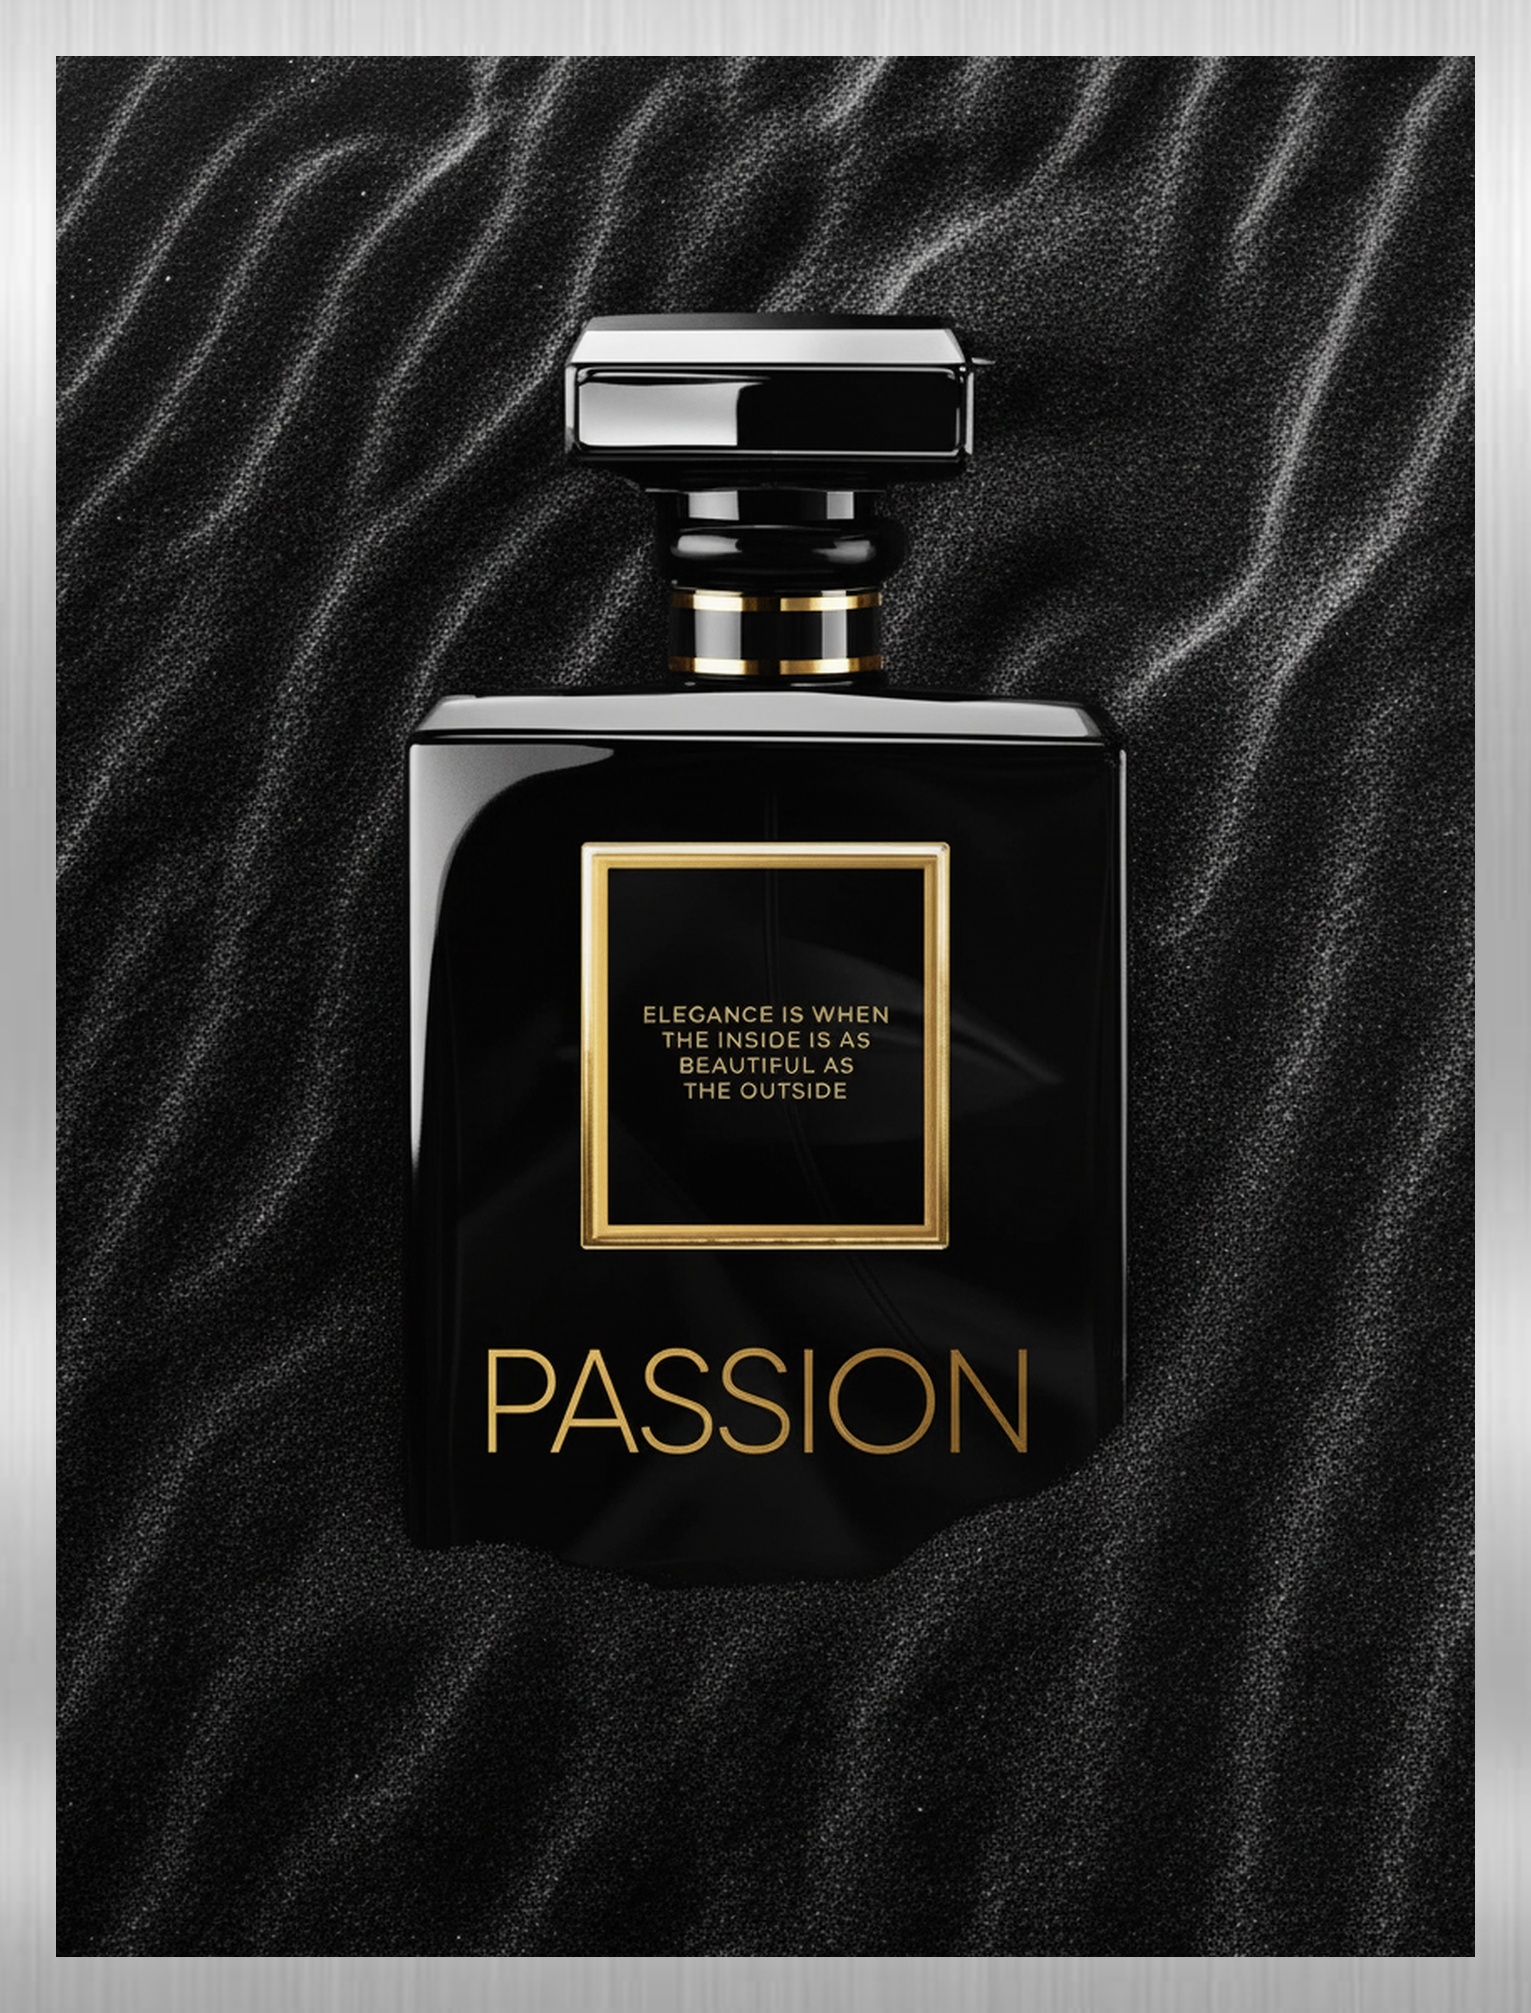 ELEGANCE IS WHEN
THE INSIDE IS AS
BEAUTIFUL AS
THE OUTSIDE
PASSION